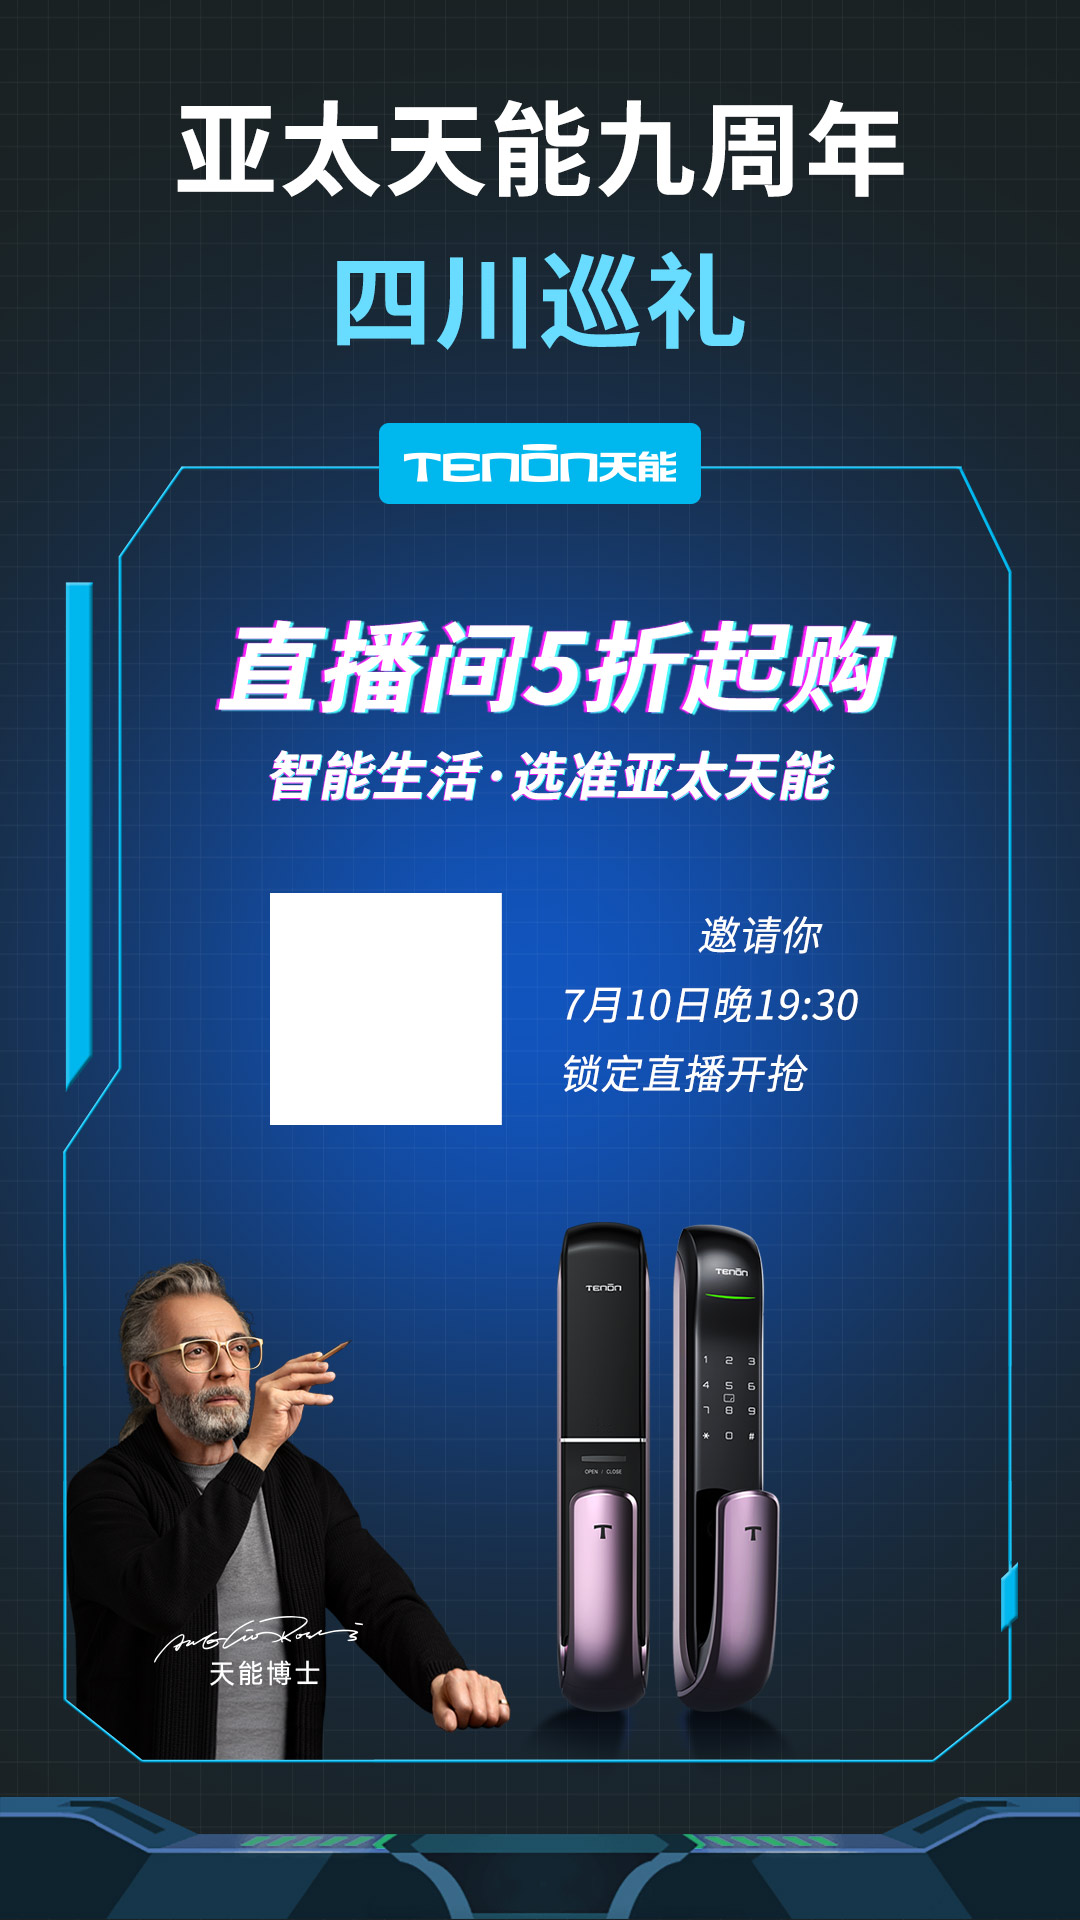 亚太天能九周年
四川巡礼
TENON天能
直播间5折起购
智能生活·选准亚太天能
邀请你
7月10日晚19:30
锁定直播开抢
TENON
TENON
1 2 3
4 5 6
7 8 9
* 0 #
OPEN / CLOSE
T
T
天能博士